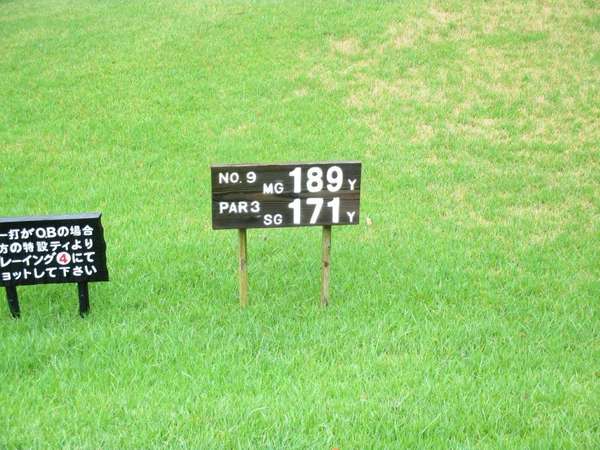 NO. 9 MG 189 Y
PAR 3 SG 171 Y
一打がO.Bの場合
方の特設ティより
レーイング④にて
ョットして下さい